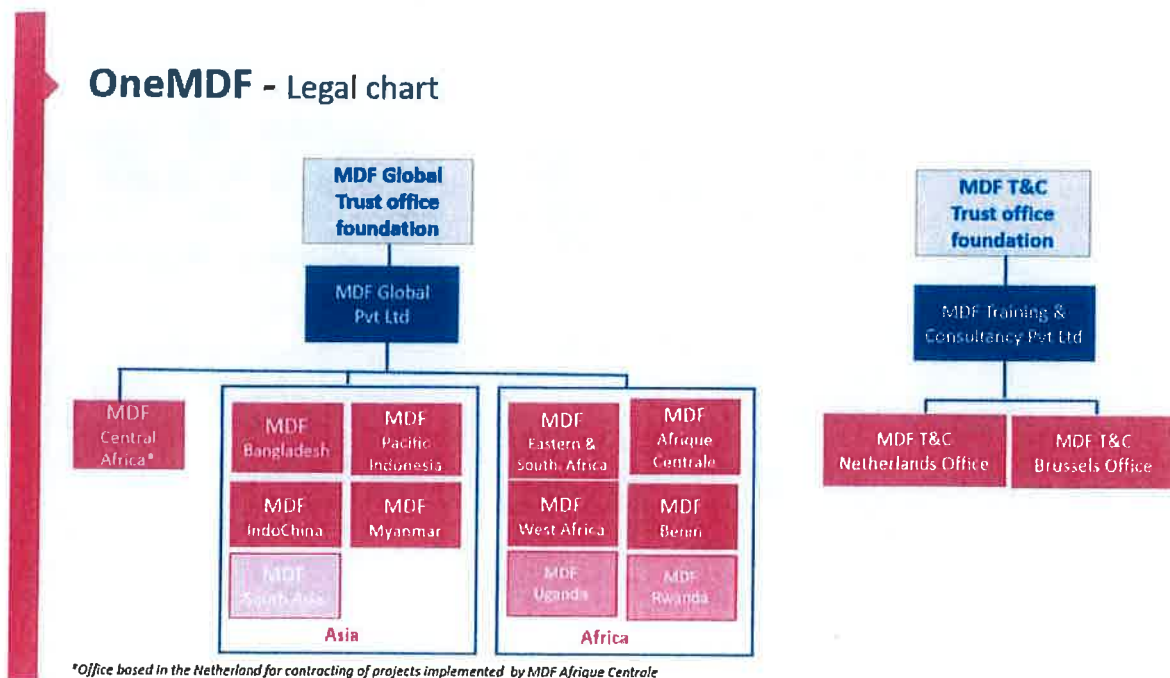 OneMDF - Legal chart
MDF Global
Trust office
foundation
MDF T&C
Trust office
foundation
MDF Global
Pvt Ltd
MDF Training &
Consultancy Pvt Ltd
MDF
Central
Africa*
MDF
Bangladesh
MDF
Pacific
Indonesia
MDF
Eastern &
South Africa
MDF
Afrique
Centrale
MDF T&C
Netherlands Office
MDF T&C
Brussels Office
MDF
IndoChina
MDF
Myanmar
MDF
West Africa
MDF
Benin
MDF
South Asia
MDF
Uganda
MDF
Rwanda
Asia
Africa
*Office based in the Netherland for contracting of projects implemented by MDF Afrique Centrale